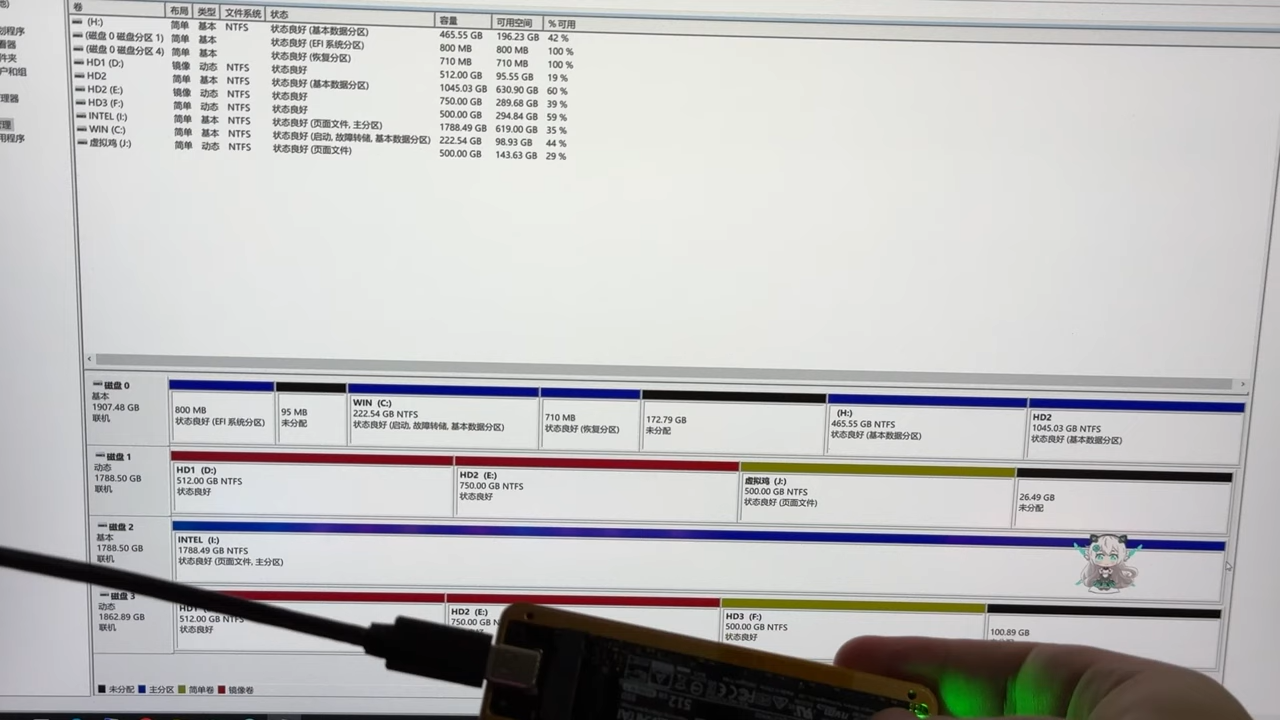 卷 布局 类型 文件系统 状态 容量 可用空间 % 可用
(H:) 简单 基本 NTFS 状态良好 (基本数据分区) 465.55 GB 196.23 GB 42 %
(磁盘 0 磁盘分区 1) 简单 基本 状态良好 (EFI 系统分区) 800 MB 800 MB 100 %
(磁盘 0 磁盘分区 4) 简单 基本 状态良好 (恢复分区) 710 MB 710 MB 100 %
HD1 (D:) 镜像 动态 NTFS 状态良好 512.00 GB 95.55 GB 19 %
HD2 简单 基本 NTFS 状态良好 (基本数据分区) 1045.03 GB 630.90 GB 60 %
HD2 (E:) 镜像 动态 NTFS 状态良好 750.00 GB 289.68 GB 39 %
HD3 (F:) 简单 动态 NTFS 状态良好 500.00 GB 294.84 GB 59 %
INTEL (I:) 简单 基本 NTFS 状态良好 (页面文件, 主分区) 1788.49 GB 619.00 GB 35 %
WIN (C:) 简单 基本 NTFS 状态良好 (启动, 故障转储, 基本数据分区) 222.54 GB 98.93 GB 44 %
虚拟鸡 (J:) 简单 动态 NTFS 状态良好 (页面文件) 500.00 GB 143.63 GB 29 %
划程序
看器
件夹
户和组
理器
管理
用程序
磁盘 0
基本
1907.48 GB
联机
800 MB
状态良好 (EFI 系统分区)
95 MB
未分配
WIN (C:)
222.54 GB NTFS
状态良好 (启动, 故障转储, 基本数据分区)
710 MB
状态良好 (恢复分区)
172.79 GB
未分配
(H:)
465.55 GB NTFS
状态良好 (基本数据分区)
HD2
1045.03 GB NTFS
状态良好 (基本数据分区)
磁盘 1
动态
1788.50 GB
联机
HD1 (D:)
512.00 GB NTFS
状态良好
HD2 (E:)
750.00 GB NTFS
状态良好
虚拟鸡 (J:)
500.00 GB NTFS
状态良好 (页面文件)
26.49 GB
未分配
磁盘 2
基本
1788.50 GB
联机
INTEL (I:)
1788.49 GB NTFS
状态良好 (页面文件, 主分区)
磁盘 3
动态
1862.89 GB
联机
HD1
512.00 GB NTFS
状态良好
HD2 (E:)
750.00 GB N
HD3 (F:)
500.00 GB NTFS
状态良好
100.89 GB
未分配 主分区 简单卷 镜像卷
512